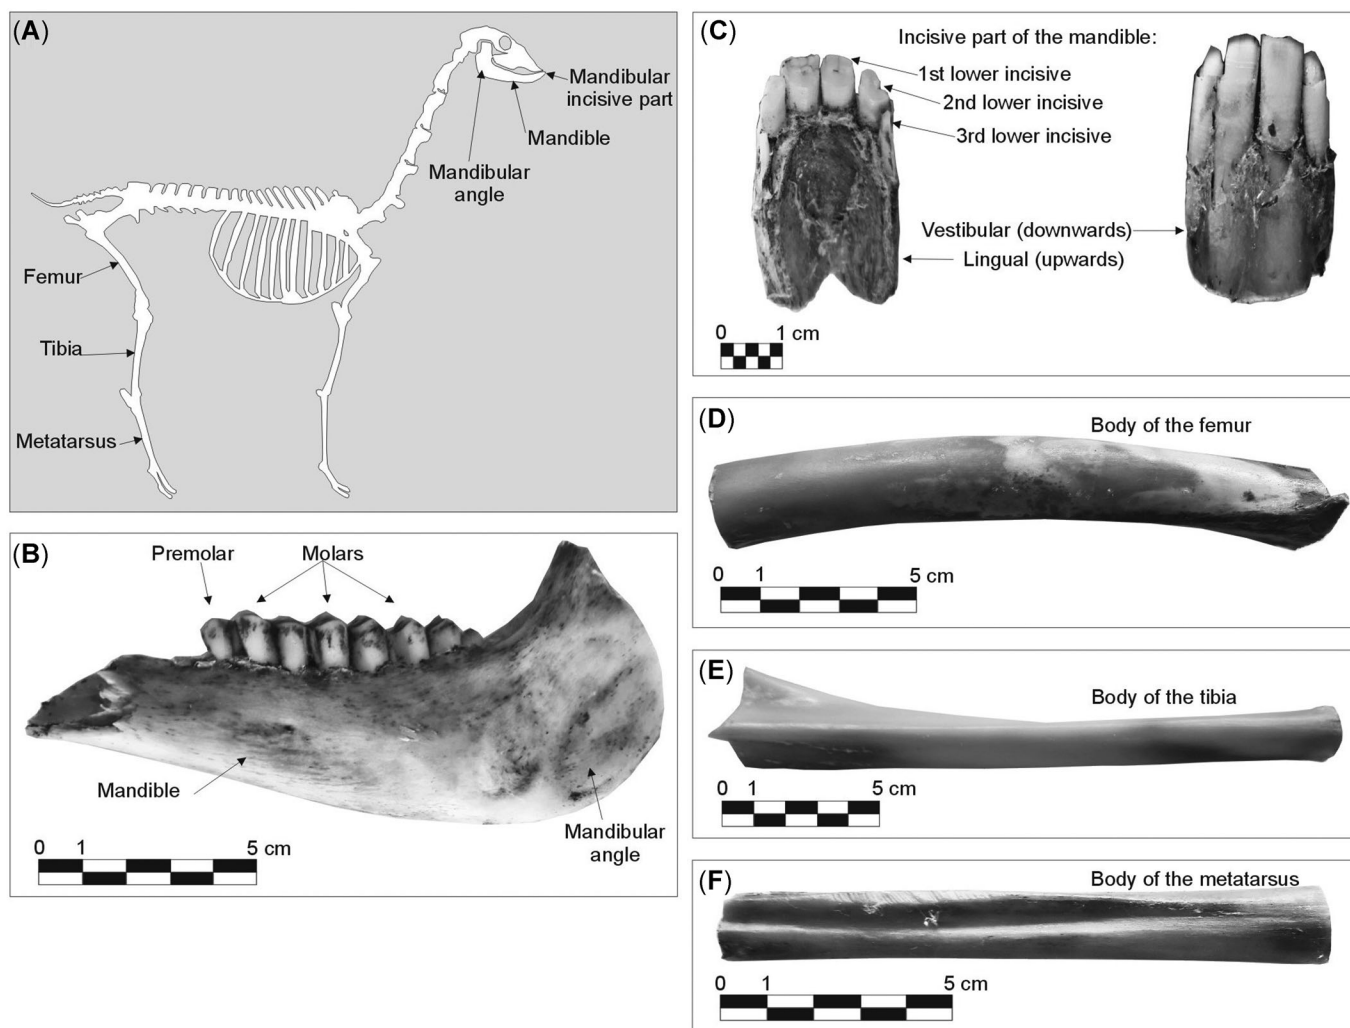 (A)
Mandibular
incisive part
Mandible
Mandibular
angle
Femur
Tibia
Metatarsus
(B)
Premolar
Molars
Mandible
Mandibular
angle
0 1 5 cm
(C)
Incisive part of the mandible:
1st lower incisive
2nd lower incisive
3rd lower incisive
Vestibular (downwards)
Lingual (upwards)
0 1 cm
(D)
Body of the femur
0 1 5 cm
(E)
Body of the tibia
0 1 5 cm
(F)
Body of the metatarsus
0 1 5 cm